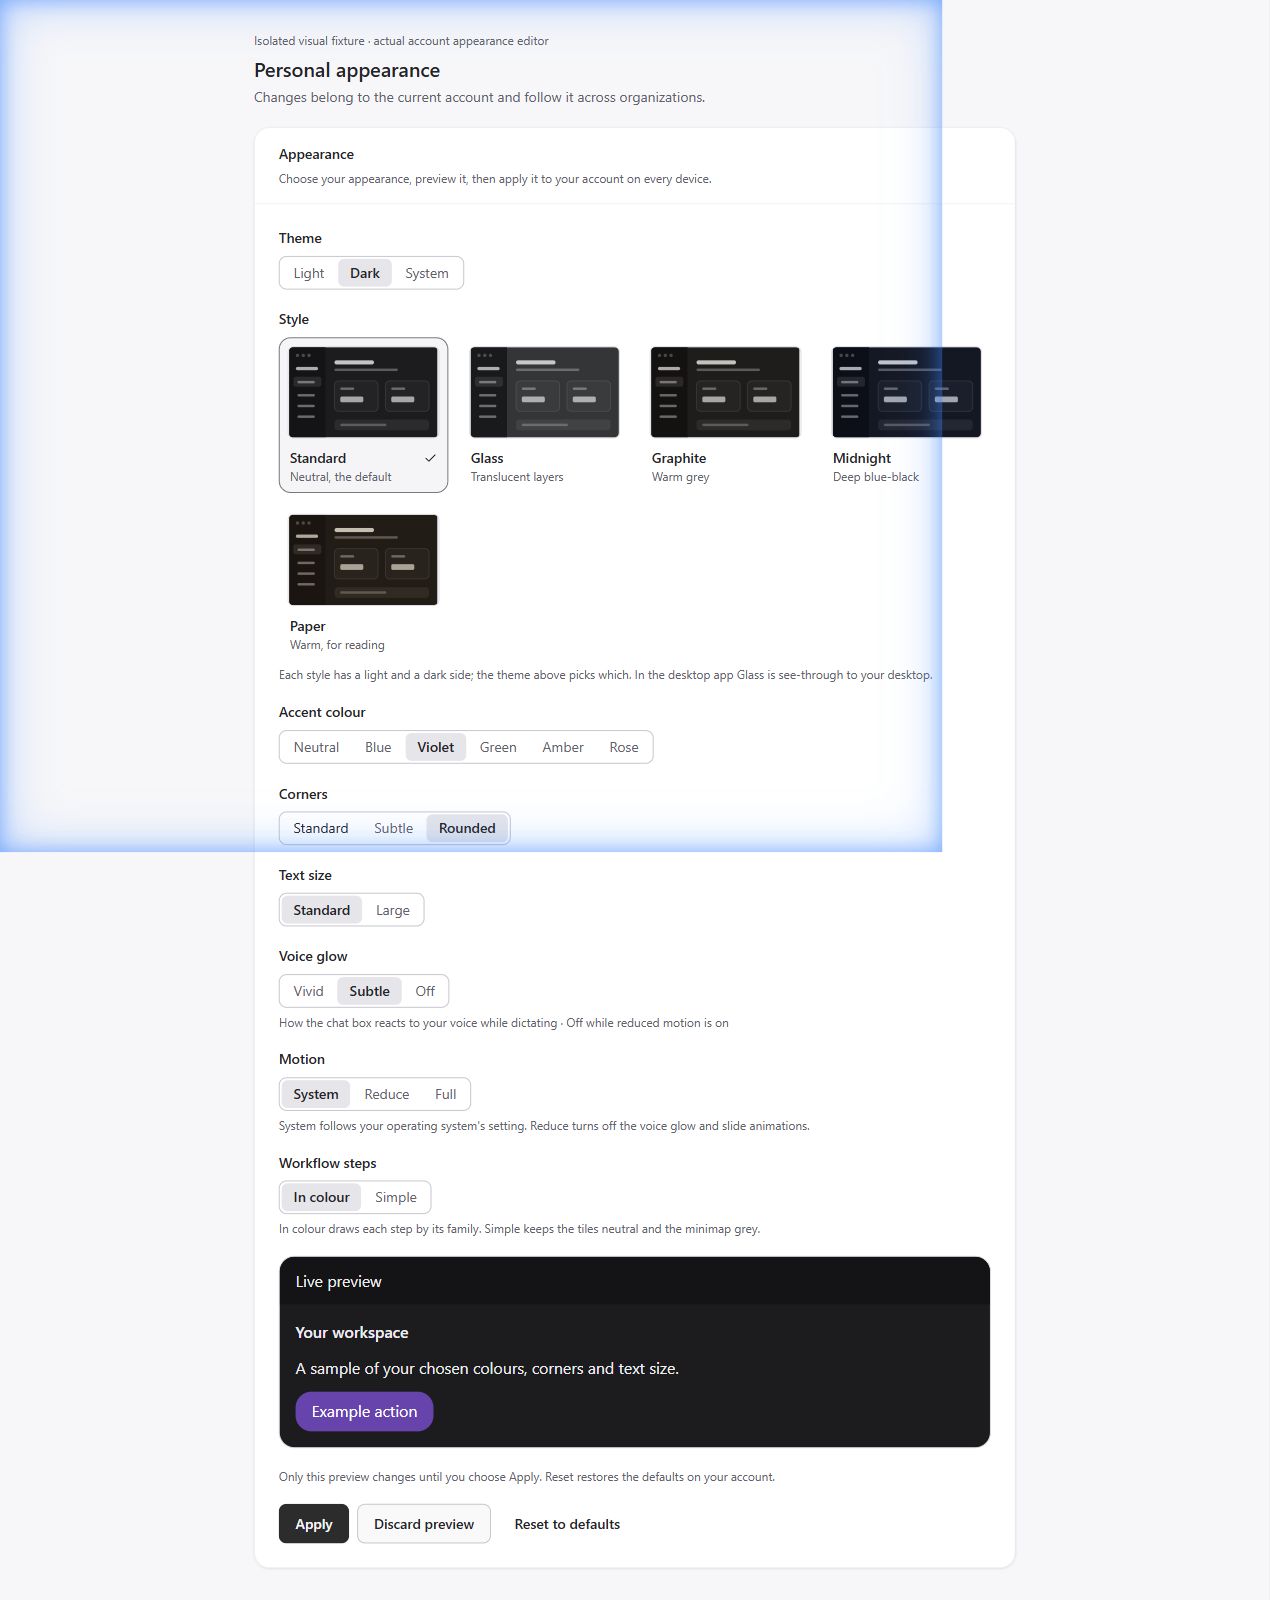 Isolated visual fixture · actual account appearance editor
Personal appearance
Changes belong to the current account and follow it across organizations.
Appearance
Choose your appearance, preview it, then apply it to your account on every device.
Theme
Light Dark System
Style
Standard
Neutral, the default
Glass
Translucent layers
Graphite
Warm grey
Midnight
Deep blue-black
Paper
Warm, for reading
Each style has a light and a dark side; the theme above picks which. In the desktop app Glass is see-through to your desktop.
Accent colour
Neutral Blue Violet Green Amber Rose
Corners
Standard Subtle Rounded
Text size
Standard Large
Voice glow
Vivid Subtle Off
How the chat box reacts to your voice while dictating · Off while reduced motion is on
Motion
System Reduce Full
System follows your operating system's setting. Reduce turns off the voice glow and slide animations.
Workflow steps
In colour Simple
In colour draws each step by its family. Simple keeps the tiles neutral and the minimap grey.
Live preview
Your workspace
A sample of your chosen colours, corners and text size.
Example action
Only this preview changes until you choose Apply. Reset restores the defaults on your account.
Apply Discard preview Reset to defaults